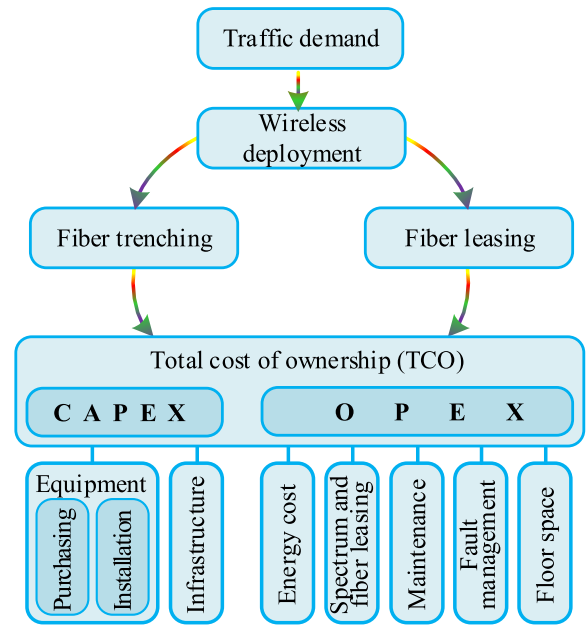 Traffic demand
Wireless
deployment
Fiber trenching
Fiber leasing
Total cost of ownership (TCO)
C A P E X
O P E X
Equipment
Purchasing
Installation
Infrastructure
Energy cost
Spectrum and
fiber leasing
Maintenance
Fault
management
Floor space